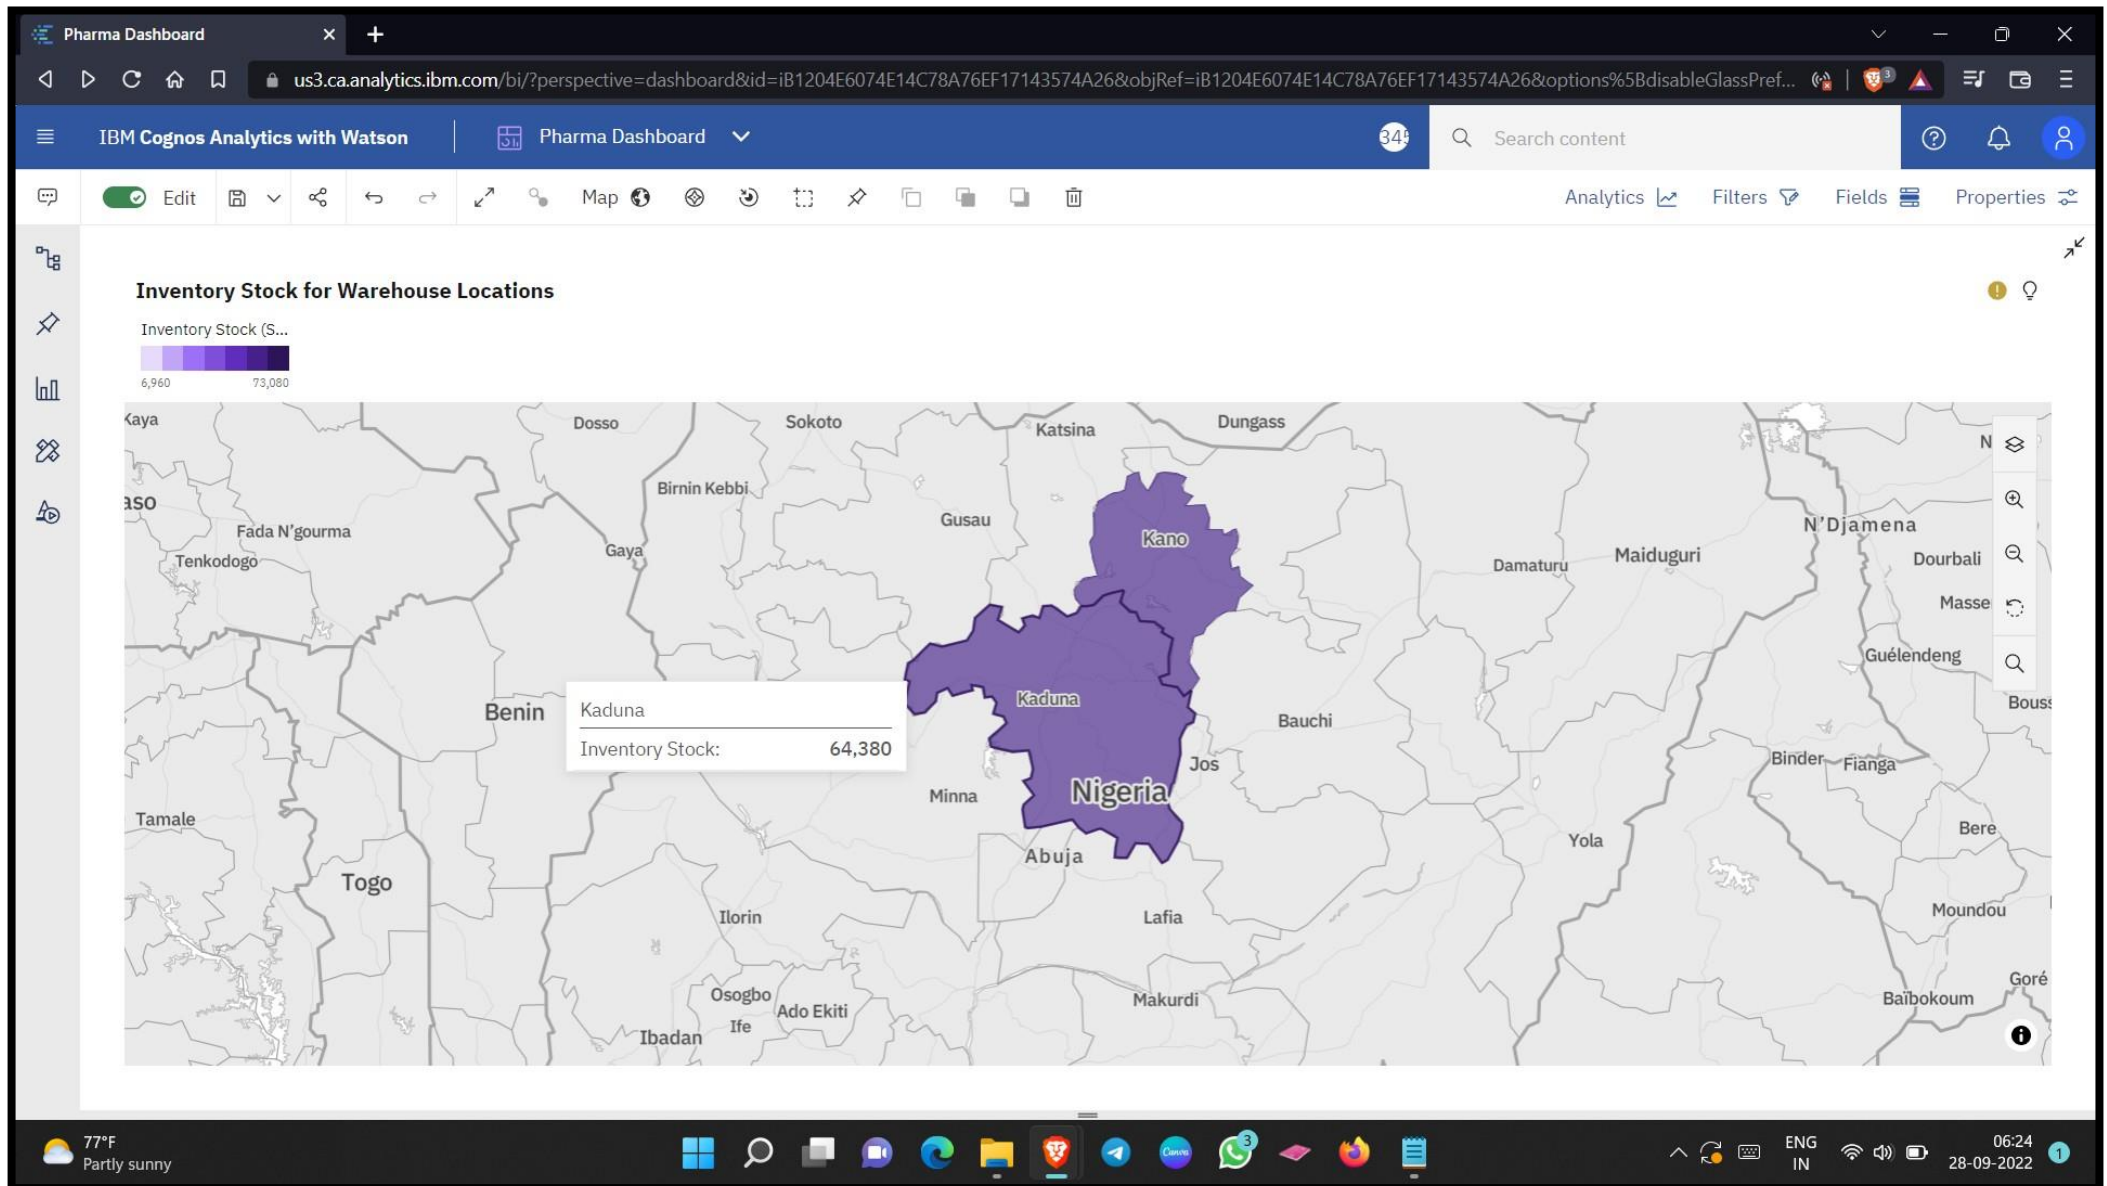 Pharma Dashboard
us3.ca.analytics.ibm.com/bi/?perspective=dashboard&id=iB1204E6074E14C78A76EF17143574A26&objRef=iB1204E6074E14C78A76EF17143574A26&options%5BdisableGlassPref...
3
IBM Cognos Analytics with Watson
Pharma Dashboard
345
Search content
Edit
Map
Analytics
Filters
Fields
Properties
Inventory Stock for Warehouse Locations
Inventory Stock (S...
6,960 73,080
Kaya
Dosso
Sokoto
Katsina
Dungass
N
Birnin Kebbi
aso
Fada N'gourma
Gusau
Kano
N'Djamena
Tenkodogo
Gaya
Damaturu
Maiduguri
Dourbali
Masse
Guélendeng
Benin
Kaduna
Inventory Stock: 64,380
Kaduna
Bauchi
Bouss
Jos
Binder
Fianga
Nigeria
Minna
Tamale
Abuja
Yola
Bere
Togo
Ilorin
Lafia
Moundou
Goré
Osogbo
Ado Ekiti
Makurdi
Baïbokoum
Ife
Ibadan
77°F
Partly sunny
Canva
3
ENG
IN
06:24
28-09-2022
1